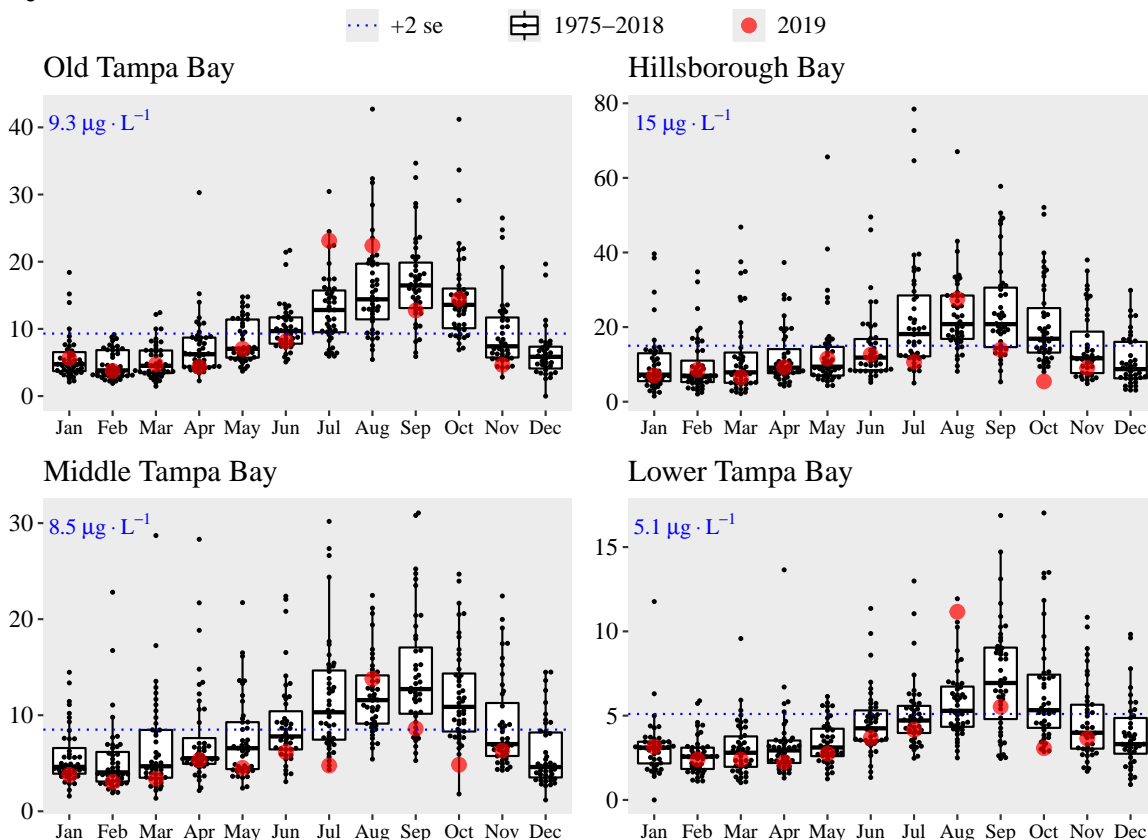 +2 se 1975−2018 2019
Old Tampa Bay
9.3 μg · L−1
40
30
20
10
0
Jan Feb Mar Apr May Jun Jul Aug Sep Oct Nov Dec
Hillsborough Bay
15 μg · L−1
80
60
40
20
0
Jan Feb Mar Apr May Jun Jul Aug Sep Oct Nov Dec
Middle Tampa Bay
8.5 μg · L−1
30
20
10
0
Jan Feb Mar Apr May Jun Jul Aug Sep Oct Nov Dec
Lower Tampa Bay
5.1 μg · L−1
15
10
5
0
Jan Feb Mar Apr May Jun Jul Aug Sep Oct Nov Dec